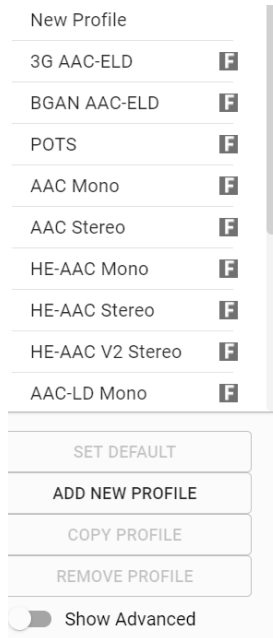 New Profile
3G AAC-ELD F
BGAN AAC-ELD F
POTS F
AAC Mono F
AAC Stereo F
HE-AAC Mono F
HE-AAC Stereo F
HE-AAC V2 Stereo F
AAC-LD Mono F
SET DEFAULT
ADD NEW PROFILE
COPY PROFILE
REMOVE PROFILE
Show Advanced